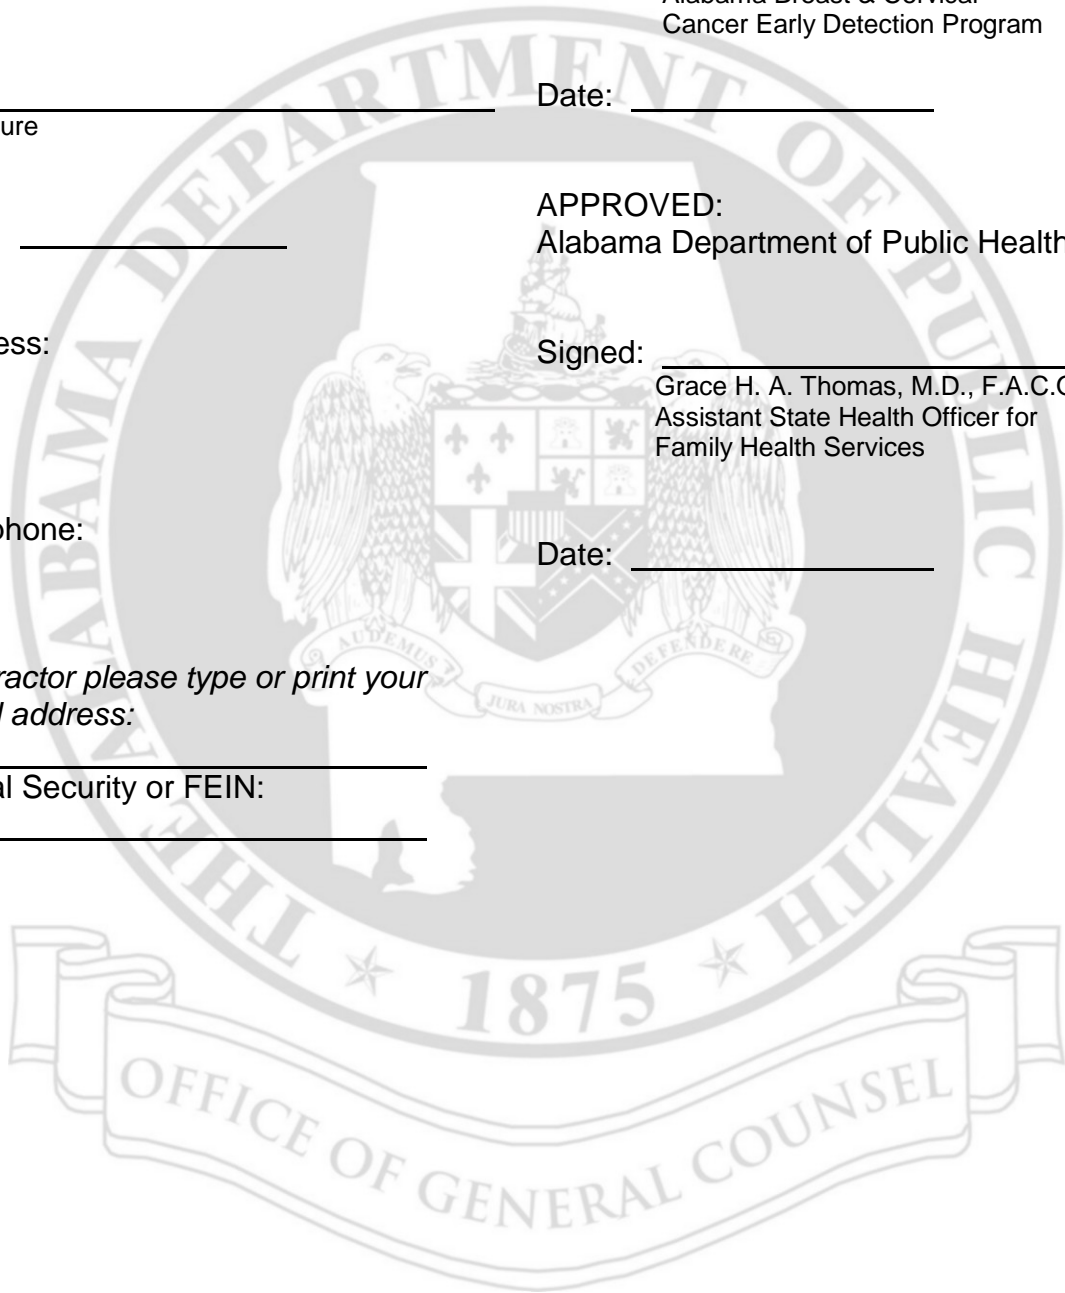 Alabama Breast & Cervical
Cancer Early Detection Program
Date:
ure
APPROVED:
Alabama Department of Public Health
ess:
Signed:
Grace H. A. Thomas, M.D., F.A.C.O
Assistant State Health Officer for
Family Health Services
phone:
Date:
ractor please type or print your
l address:
al Security or FEIN:
THE ALABAMA DEPARTMENT OF PUBLIC HEALTH
AUDEMUS JURA NOSTRA DEFENDERE
1875
OFFICE OF GENERAL COUNSEL